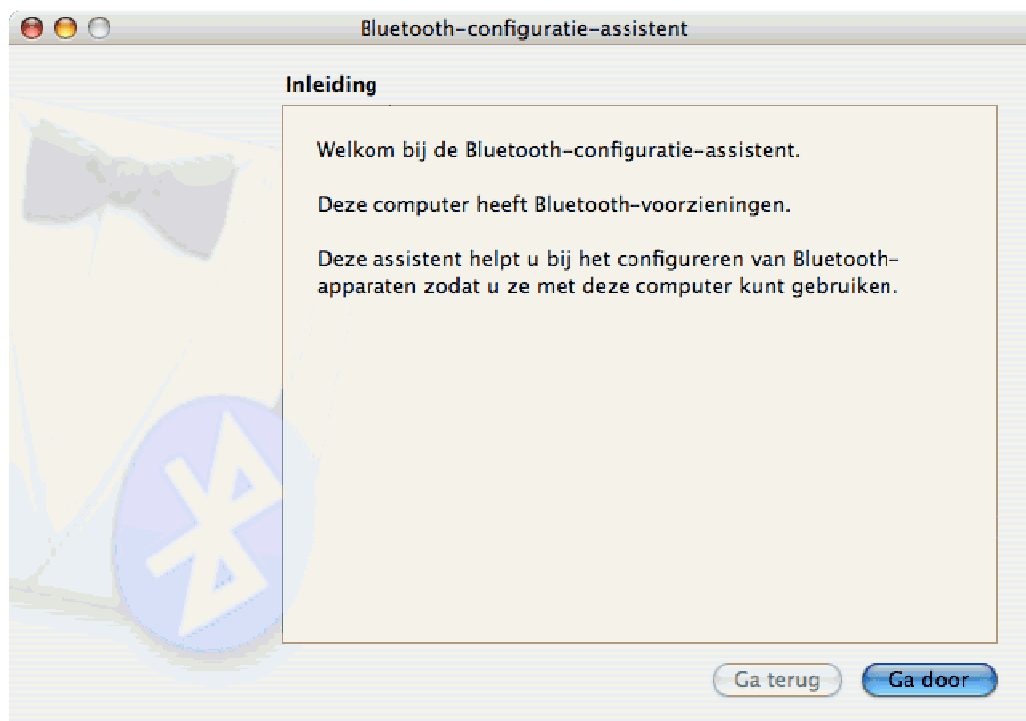 Bluetooth-configuratie-assistent
Inleiding
Welkom bij de Bluetooth-configuratie-assistent.
Deze computer heeft Bluetooth-voorzieningen.
Deze assistent helpt u bij het configureren van Bluetooth-
apparaten zodat u ze met deze computer kunt gebruiken.
Ga terug
Ga door